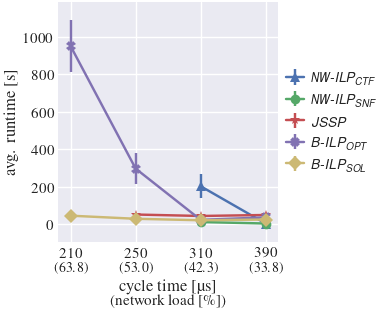 1000
800
600
400
200
0
avg. runtime [s]
210 250 310 390
(63.8) (53.0) (42.3) (33.8)
cycle time [µs]
(network load [%])
NW-ILP_CTF
NW-ILP_SNF
JSSP
B-ILP_OPT
B-ILP_SOL